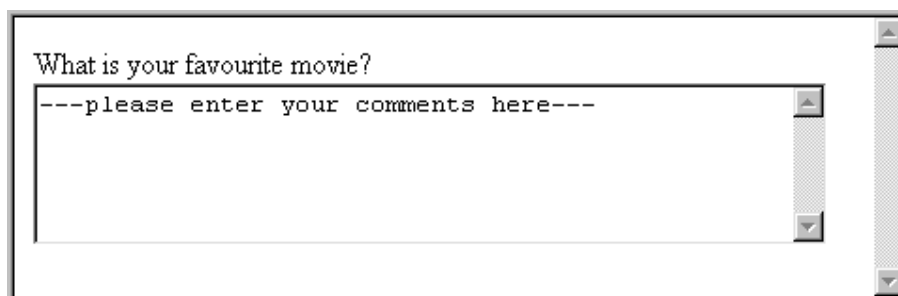 What is your favourite movie?
---please enter your comments here---